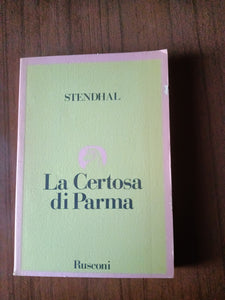 STENDHAL
La Certosa
di Parma
Rusconi